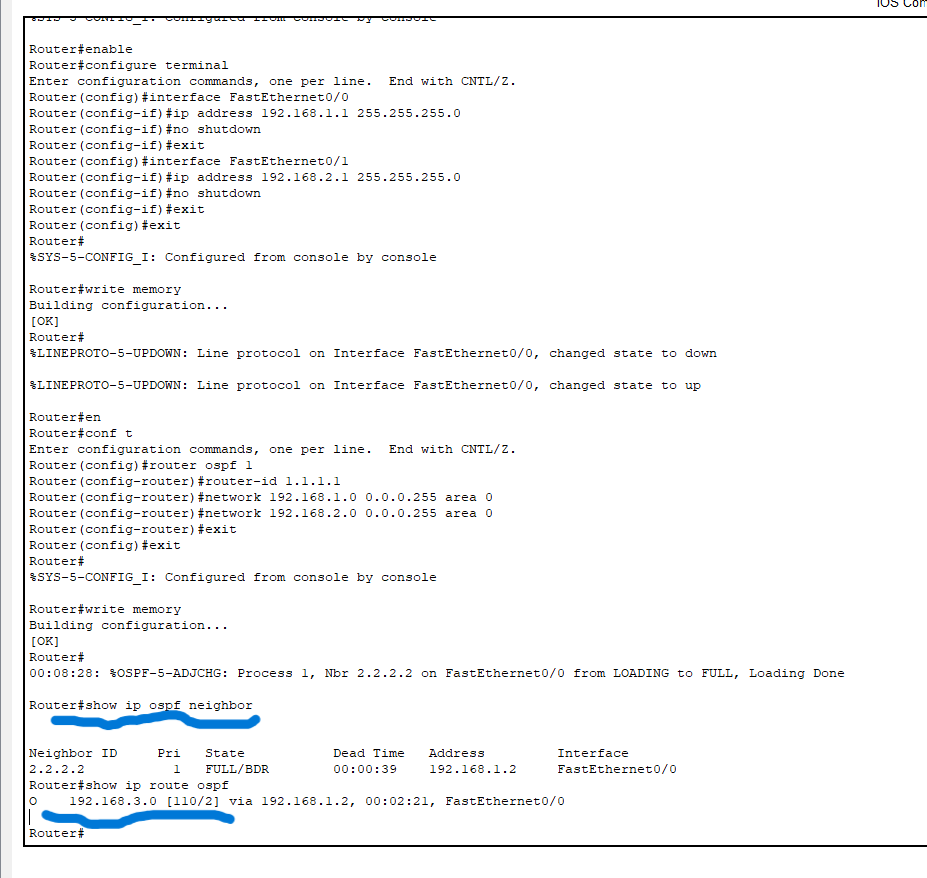 IOS Com
%SYS-5-CONFIG_I: Configured from console by console
Router#enable
Router#configure terminal
Enter configuration commands, one per line.  End with CNTL/Z.
Router(config)#interface FastEthernet0/0
Router(config-if)#ip address 192.168.1.1 255.255.255.0
Router(config-if)#no shutdown
Router(config-if)#exit
Router(config)#interface FastEthernet0/1
Router(config-if)#ip address 192.168.2.1 255.255.255.0
Router(config-if)#no shutdown
Router(config-if)#exit
Router(config)#exit
Router#
%SYS-5-CONFIG_I: Configured from console by console
Router#write memory
Building configuration...
[OK]
Router#
%LINEPROTO-5-UPDOWN: Line protocol on Interface FastEthernet0/0, changed state to down
%LINEPROTO-5-UPDOWN: Line protocol on Interface FastEthernet0/0, changed state to up
Router#en
Router#conf t
Enter configuration commands, one per line.  End with CNTL/Z.
Router(config)#router ospf 1
Router(config-router)#router-id 1.1.1.1
Router(config-router)#network 192.168.1.0 0.0.0.255 area 0
Router(config-router)#network 192.168.2.0 0.0.0.255 area 0
Router(config-router)#exit
Router(config)#exit
Router#
%SYS-5-CONFIG_I: Configured from console by console
Router#write memory
Building configuration...
[OK]
Router#
00:08:28: %OSPF-5-ADJCHG: Process 1, Nbr 2.2.2.2 on FastEthernet0/0 from LOADING to FULL, Loading Done
Router#show ip ospf neighbor
Neighbor ID     Pri   State           Dead Time   Address         Interface
2.2.2.2           1   FULL/BDR        00:00:39    192.168.1.2     FastEthernet0/0
Router#show ip route ospf
O    192.168.3.0 [110/2] via 192.168.1.2, 00:02:21, FastEthernet0/0
Router#